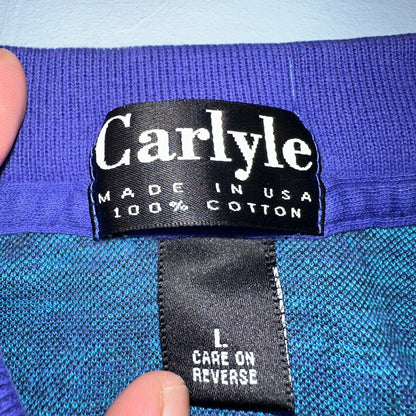 Carlyle
MADE IN USA
100% COTTON
L
CARE ON
REVERSE